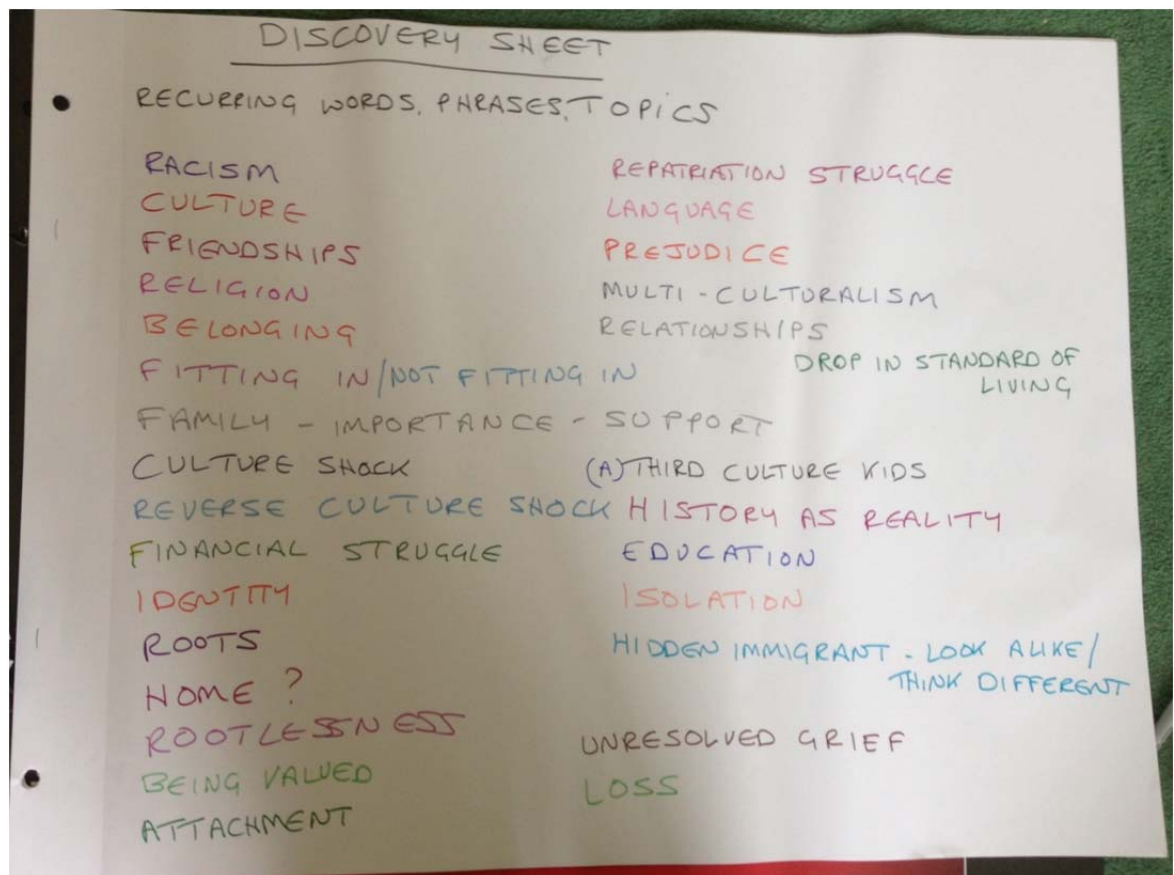 DISCOVERY SHEET
RECURRING WORDS, PHRASES, TOPICS
RACISM
CULTURE
FRIENDSHIPS
RELIGION
BELONGING
FITTING IN/NOT FITTING IN
FAMILY - IMPORTANCE - SUPPORT
CULTURE SHOCK
REVERSE CULTURE SHOCK
FINANCIAL STRUGGLE
IDENTITY
ROOTS
HOME ?
ROOTLESSNESS
BEING VALUED
ATTACHMENT
REPATRIATION STRUGGLE
LANGUAGE
PREJUDICE
MULTI-CULTURALISM
RELATIONSHIPS
DROP IN STANDARD OF
LIVING
(A) THIRD CULTURE KIDS
HISTORY AS REALITY
EDUCATION
ISOLATION
HIDDEN IMMIGRANT - LOOK ALIKE/
THINK DIFFERENT
UNRESOLVED GRIEF
LOSS